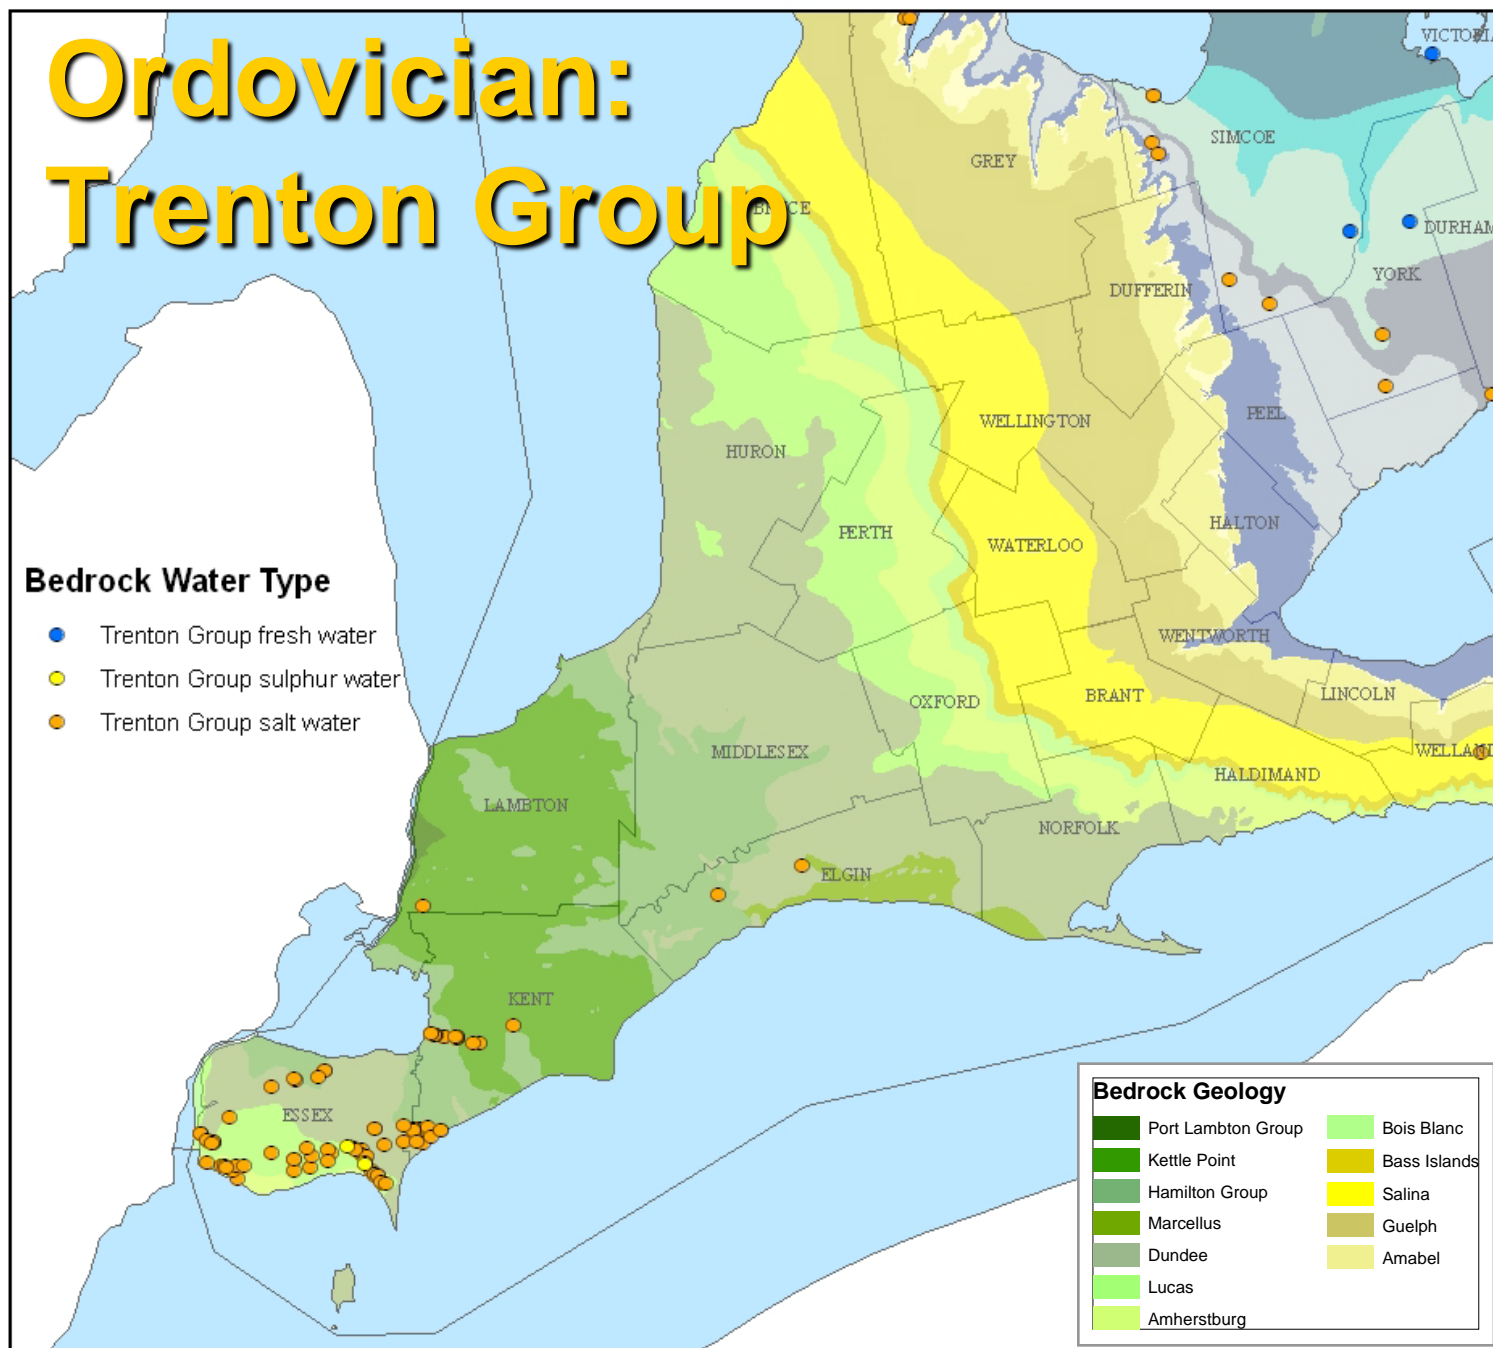 Ordovician:
Trenton Group
VICTORIA
SIMCOE
GREY
BRUCE
DURHAM
YORK
DUFFERIN
PEEL
WELLINGTON
HURON
HALTON
PERTH
WATERLOO
WENTWORTH
LINCOLN
BRANT
OXFORD
WELLAND
MIDDLESEX
HALDIMAND
LAMBTON
NORFOLK
ELGIN
KENT
ESSEX
Bedrock Water Type
Trenton Group fresh water
Trenton Group sulphur water
Trenton Group salt water
Bedrock Geology
Port Lambton Group
Kettle Point
Hamilton Group
Marcellus
Dundee
Lucas
Amherstburg
Bois Blanc
Bass Islands
Salina
Guelph
Amabel